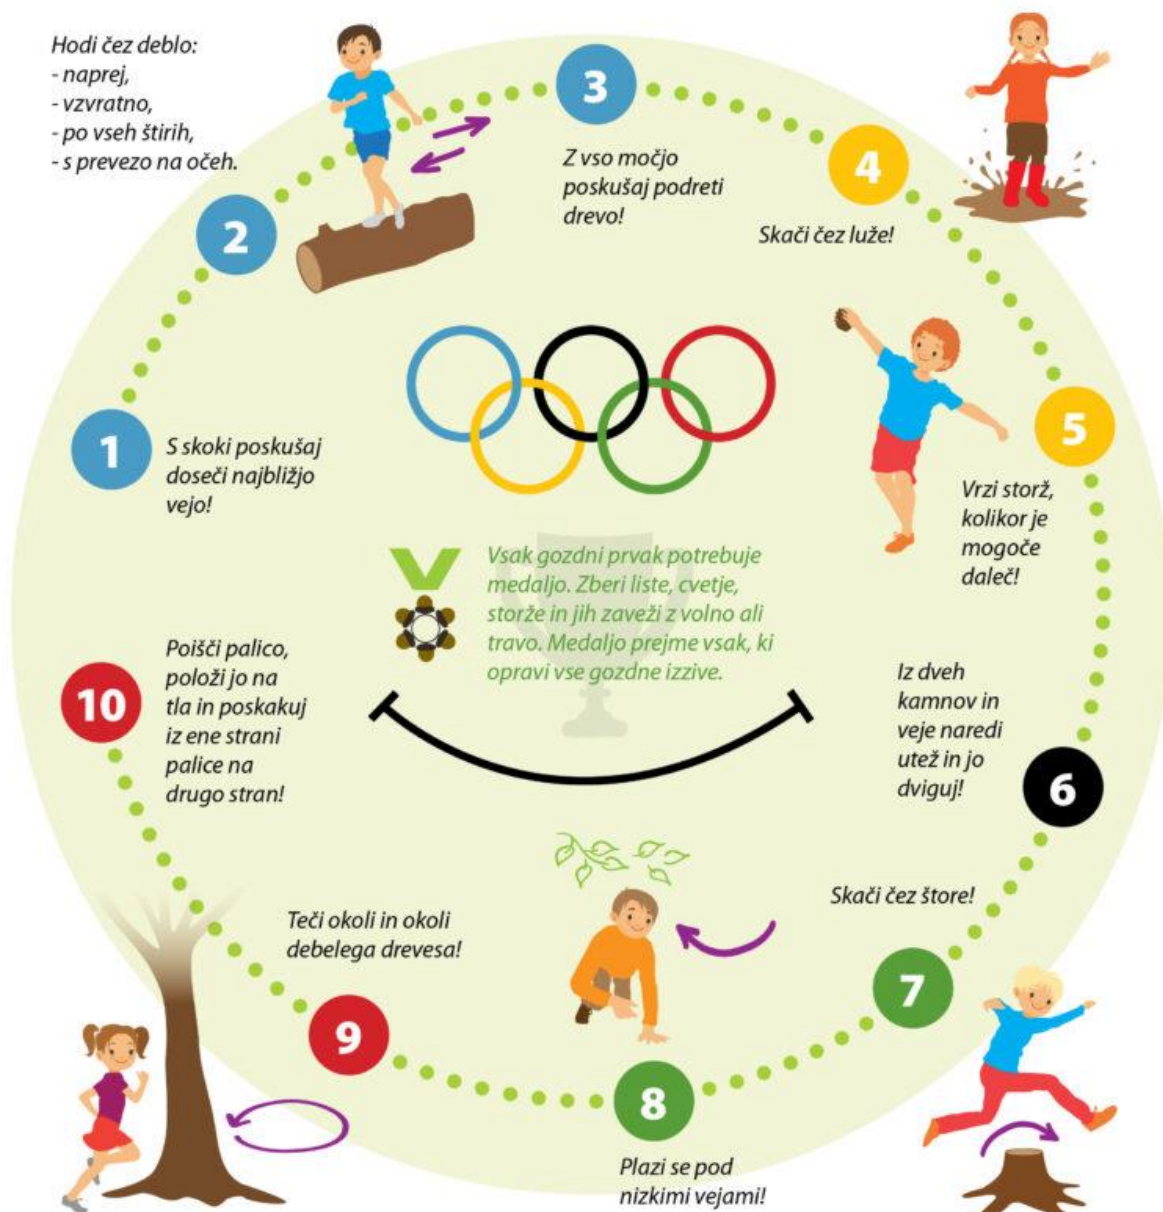 1
S skoki poskušaj
doseči najbližjo
vejo!
2
Hodi čez deblo:
- naprej,
- vzvratno,
- po vseh štirih,
- s prevezo na očeh.
3
Z vso močjo
poskušaj podreti
drevo!
4
Skači čez luže!
5
Vrzi storž,
kolikor je
mogoče
daleč!
6
Iz dveh
kamnov in
veje naredi
utež in jo
dviguj!
7
Skači čez štore!
8
Plazi se pod
nizkimi vejami!
9
Teči okoli in okoli
debelega drevesa!
10
Poišči palico,
položi jo na
tla in poskakuj
iz ene strani
palice na
drugo stran!
Vsak gozdni prvak potrebuje
medaljo. Zberi liste, cvetje,
storže in jih zaveži z volno ali
travo. Medaljo prejme vsak, ki
opravi vse gozdne izzive.